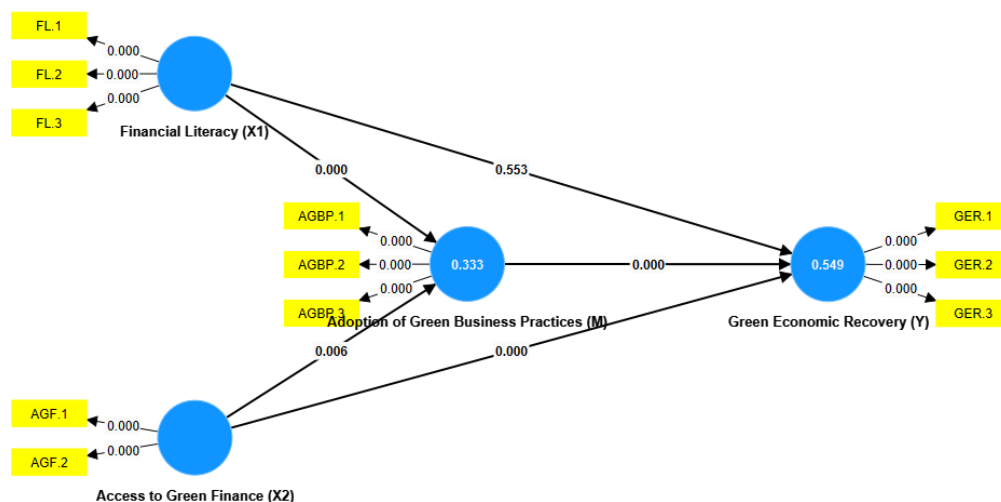 FL.1
0.000
FL.2
0.000
0.000
FL.3
Financial Literacy (X1)
0.000
0.553
AGBP.1
0.000
AGBP.2
0.000
0.000
AGBP.3
0.333
Adoption of Green Business Practices (M)
0.000
0.549
Green Economic Recovery (Y)
GER.1
0.000
0.000
GER.2
0.000
GER.3
0.006
0.000
AGF.1
0.000
0.000
AGF.2
Access to Green Finance (X2)